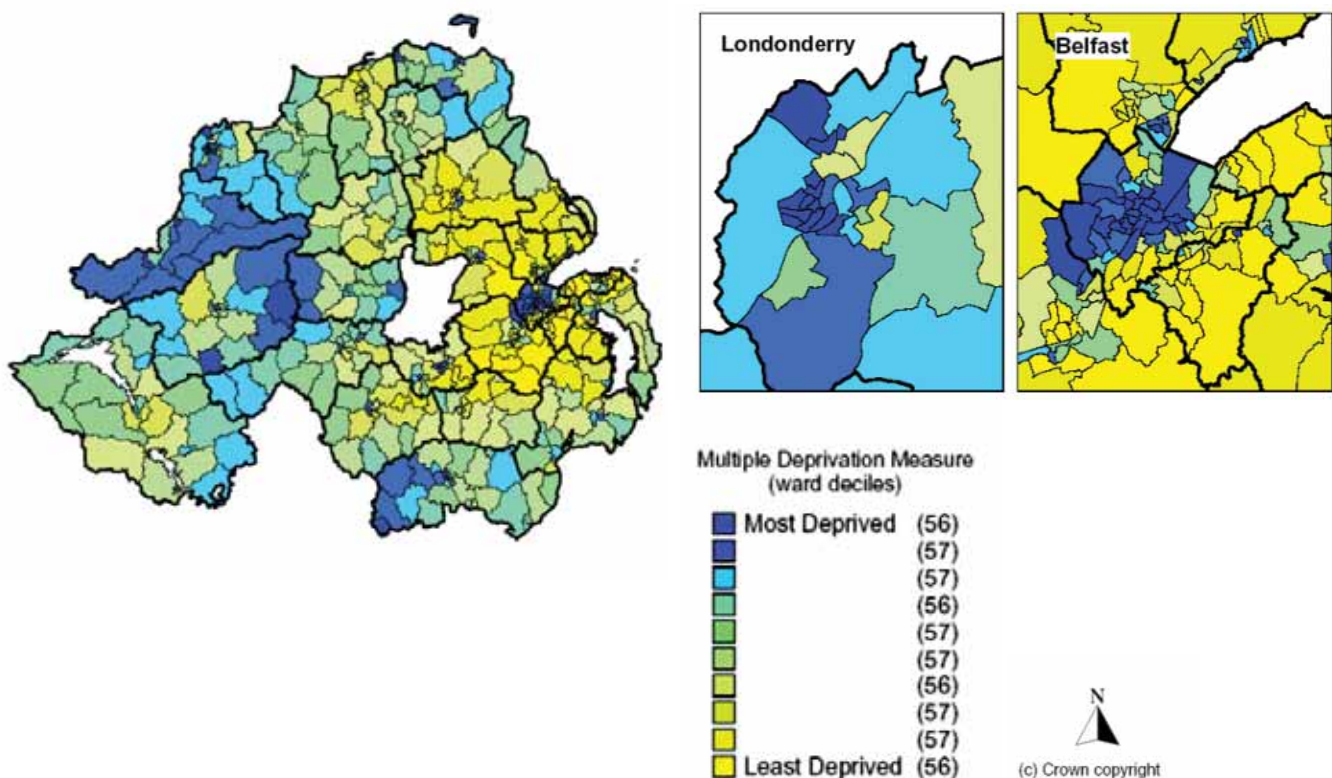 Londonderry
Belfast
Multiple Deprivation Measure
(ward deciles)
Most Deprived (56)
(57)
(57)
(56)
(57)
(57)
(56)
(57)
(57)
Least Deprived (56)
N
(c) Crown copyright